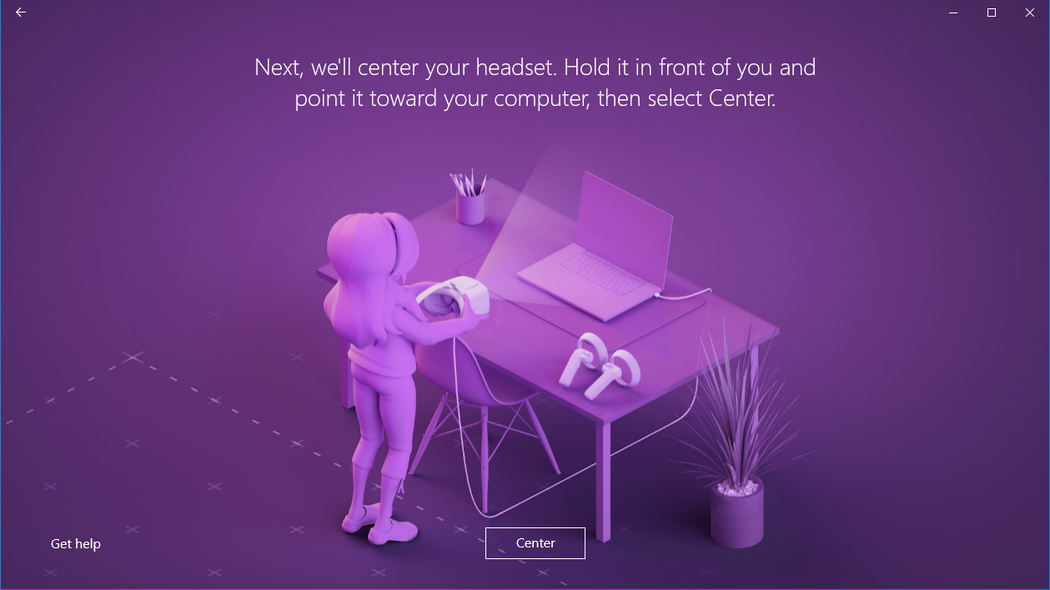 Next, we'll center your headset. Hold it in front of you and
point it toward your computer, then select Center.
Get help
Center